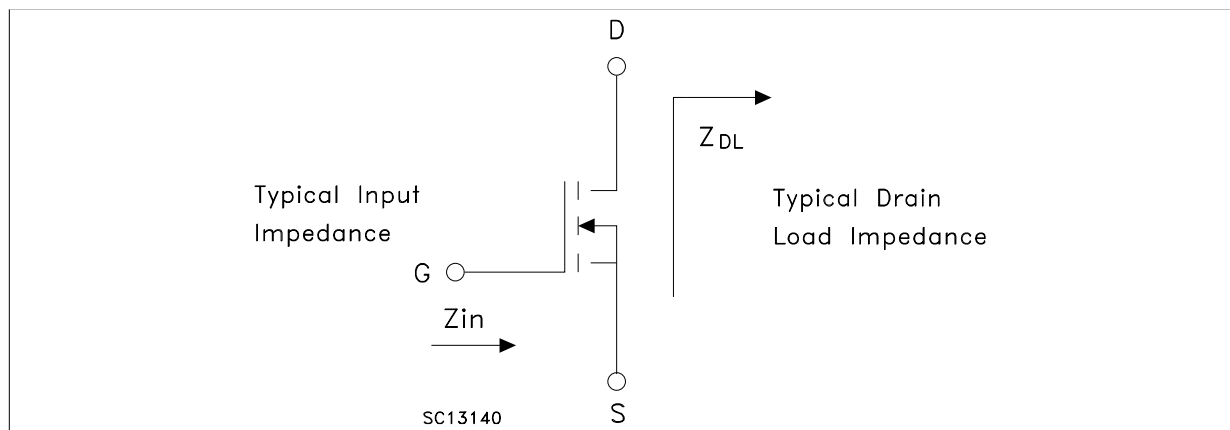 D
Z DL
Typical Input
Impedance
Typical Drain
Load Impedance
G
Zin
SC13140
S